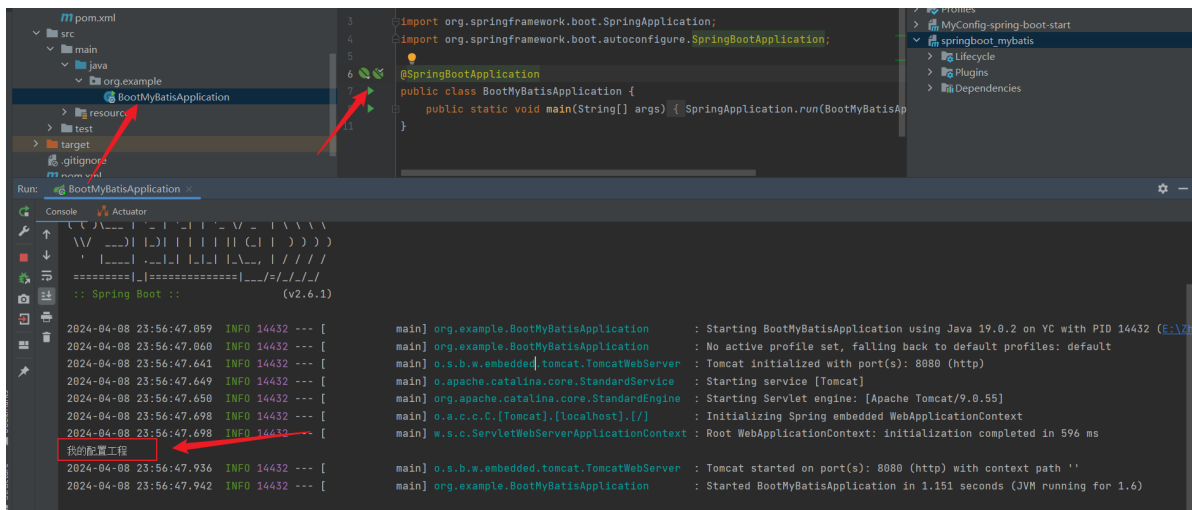 pom.xml
src
main
java
org.example
BootMyBatisApplication
resource
test
target
.gitignore
pom.xml
3
import org.springframework.boot.SpringApplication;
4
import org.springframework.boot.autoconfigure.SpringBootApplication;
5
6 @SpringBootApplication
7 public class BootMyBatisApplication {
public static void main(String[] args) { SpringApplication.run(BootMyBatisAp
11 }
Profiles
MyConfig-spring-boot-start
springboot_mybatis
Lifecycle
Plugins
Dependencies
Run: BootMyBatisApplication ×
Console Actuator
( ( )\___ | '_ | '_| | '_ \/ _` | \ \ \ \
\\/ ___)| |_)| | | | | || (_| | ) ) ) )
' |____| .__|_| |_|_| |_\__, | / / / /
=========|_|==============|___/=/_/_/_/
:: Spring Boot :: (v2.6.1)
2024-04-08 23:56:47.059 INFO 14432 --- [ main] org.example.BootMyBatisApplication : Starting BootMyBatisApplication using Java 19.0.2 on YC with PID 14432 (E:\Zh
2024-04-08 23:56:47.060 INFO 14432 --- [ main] org.example.BootMyBatisApplication : No active profile set, falling back to default profiles: default
2024-04-08 23:56:47.641 INFO 14432 --- [ main] o.s.b.w.embedded.tomcat.TomcatWebServer : Tomcat initialized with port(s): 8080 (http)
2024-04-08 23:56:47.649 INFO 14432 --- [ main] o.apache.catalina.core.StandardService : Starting service [Tomcat]
2024-04-08 23:56:47.650 INFO 14432 --- [ main] org.apache.catalina.core.StandardEngine : Starting Servlet engine: [Apache Tomcat/9.0.55]
2024-04-08 23:56:47.698 INFO 14432 --- [ main] o.a.c.c.C.[Tomcat].[localhost].[/] : Initializing Spring embedded WebApplicationContext
2024-04-08 23:56:47.698 INFO 14432 --- [ main] w.s.c.ServletWebServerApplicationContext : Root WebApplicationContext: initialization completed in 596 ms
我的配置工程
2024-04-08 23:56:47.936 INFO 14432 --- [ main] o.s.b.w.embedded.tomcat.TomcatWebServer : Tomcat started on port(s): 8080 (http) with context path ''
2024-04-08 23:56:47.942 INFO 14432 --- [ main] org.example.BootMyBatisApplication : Started BootMyBatisApplication in 1.151 seconds (JVM running for 1.6)